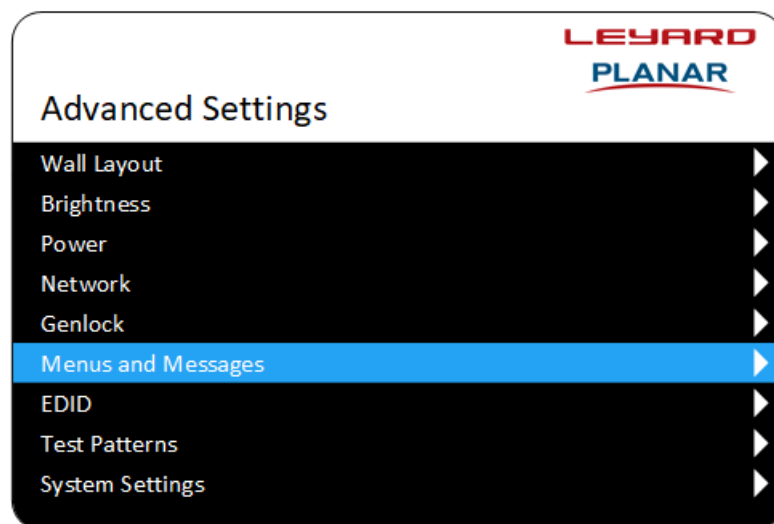 LEYARD
PLANAR
Advanced Settings
Wall Layout
Brightness
Power
Network
Genlock
Menus and Messages
EDID
Test Patterns
System Settings